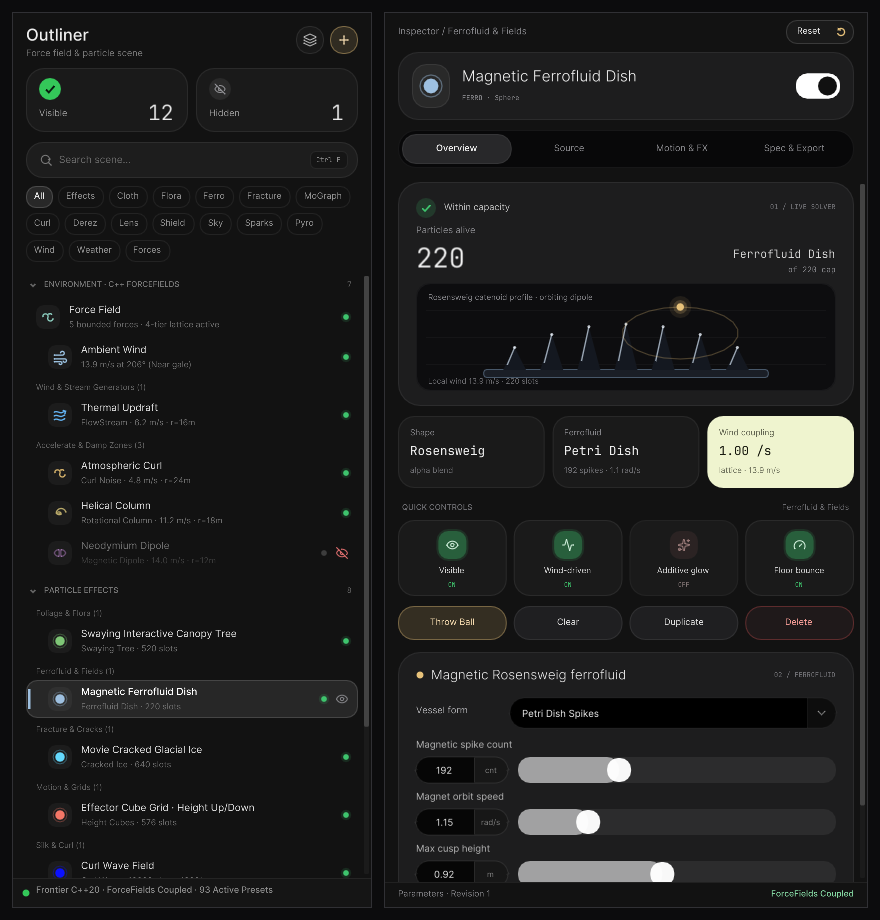 Outliner
Force field & particle scene
Visible
12
Hidden
1
Search scene...
Ctrl F
All
Effects
Cloth
Flora
Ferro
Fracture
MoGraph
Curl
Derez
Lens
Shield
Sky
Sparks
Pyro
Wind
Weather
Forces
ENVIRONMENT · C++ FORCEFIELDS
7
Force Field
5 bounded forces · 4-tier lattice active
Ambient Wind
13.9 m/s at 206° (Near gale)
Wind & Stream Generators (1)
Thermal Updraft
FlowStream · 6.2 m/s · r=16m
Accelerate & Damp Zones (3)
Atmospheric Curl
Curl Noise · 4.8 m/s · r=24m
Helical Column
Rotational Column · 11.2 m/s · r=18m
Neodymium Dipole
Magnetic Dipole · 14.0 m/s · r=12m
PARTICLE EFFECTS
8
Foliage & Flora (1)
Swaying Interactive Canopy Tree
Swaying Tree · 520 slots
Ferrofluid & Fields (1)
Magnetic Ferrofluid Dish
Ferrofluid Dish · 220 slots
Fracture & Cracks (1)
Movie Cracked Glacial Ice
Cracked Ice · 640 slots
Motion & Grids (1)
Effector Cube Grid · Height Up/Down
Height Cubes · 576 slots
Silk & Curl (1)
Curl Wave Field
Frontier C++20 · ForceFields Coupled · 93 Active Presets
Inspector / Ferrofluid & Fields
Reset
Magnetic Ferrofluid Dish
FERRO · Sphere
Overview
Source
Motion & FX
Spec & Export
Within capacity
01 / LIVE SOLVER
Particles alive
220
Ferrofluid Dish
of 220 cap
Rosensweig catenoid profile · orbiting dipole
Local wind 13.9 m/s · 220 slots
Shape
Rosensweig
alpha blend
Ferrofluid
Petri Dish
192 spikes · 1.1 rad/s
Wind coupling
1.00 /s
lattice · 13.9 m/s
QUICK CONTROLS
Ferrofluid & Fields
Visible
ON
Wind-driven
ON
Additive glow
OFF
Floor bounce
ON
Throw Ball
Clear
Duplicate
Delete
Magnetic Rosensweig ferrofluid
02 / FERROFLUID
Vessel form
Petri Dish Spikes
Magnetic spike count
192
cnt
Magnet orbit speed
1.15
rad/s
Max cusp height
0.92
m
Parameters · Revision 1
ForceFields Coupled